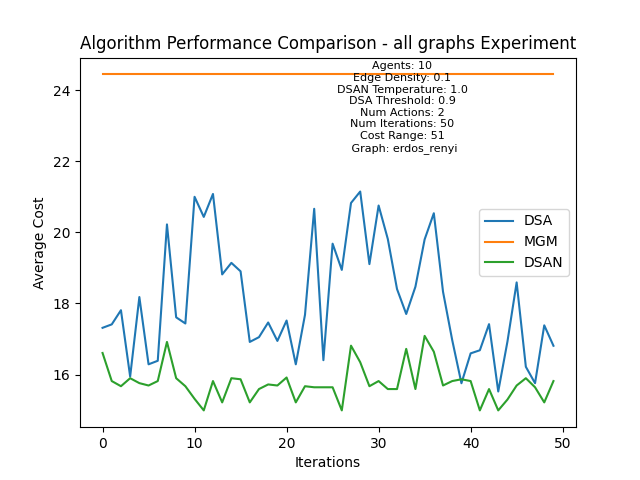 Algorithm Performance Comparison - all graphs Experiment
Agents: 10
Edge Density: 0.1
DSAN Temperature: 1.0
DSA Threshold: 0.9
Num Actions: 2
Num Iterations: 50
Cost Range: 51
Graph: erdos_renyi
24
22
20
18
16
Average Cost
DSA
MGM
DSAN
0
10
20
30
40
50
Iterations